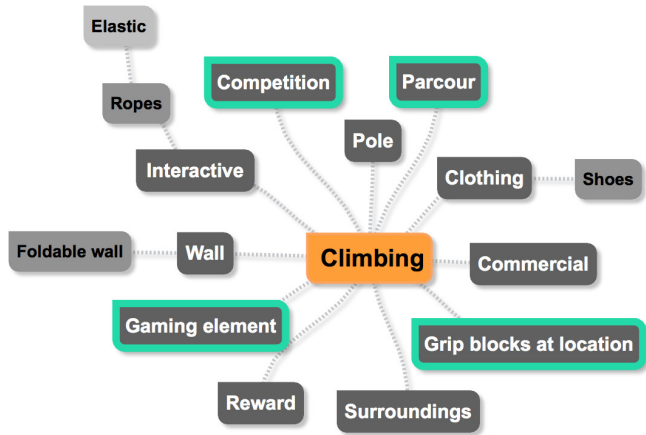 Elastic
Competition
Parcour
Ropes
Pole
Interactive
Clothing
Shoes
Foldable wall
Wall
Climbing
Commercial
Gaming element
Grip blocks at location
Reward
Surroundings